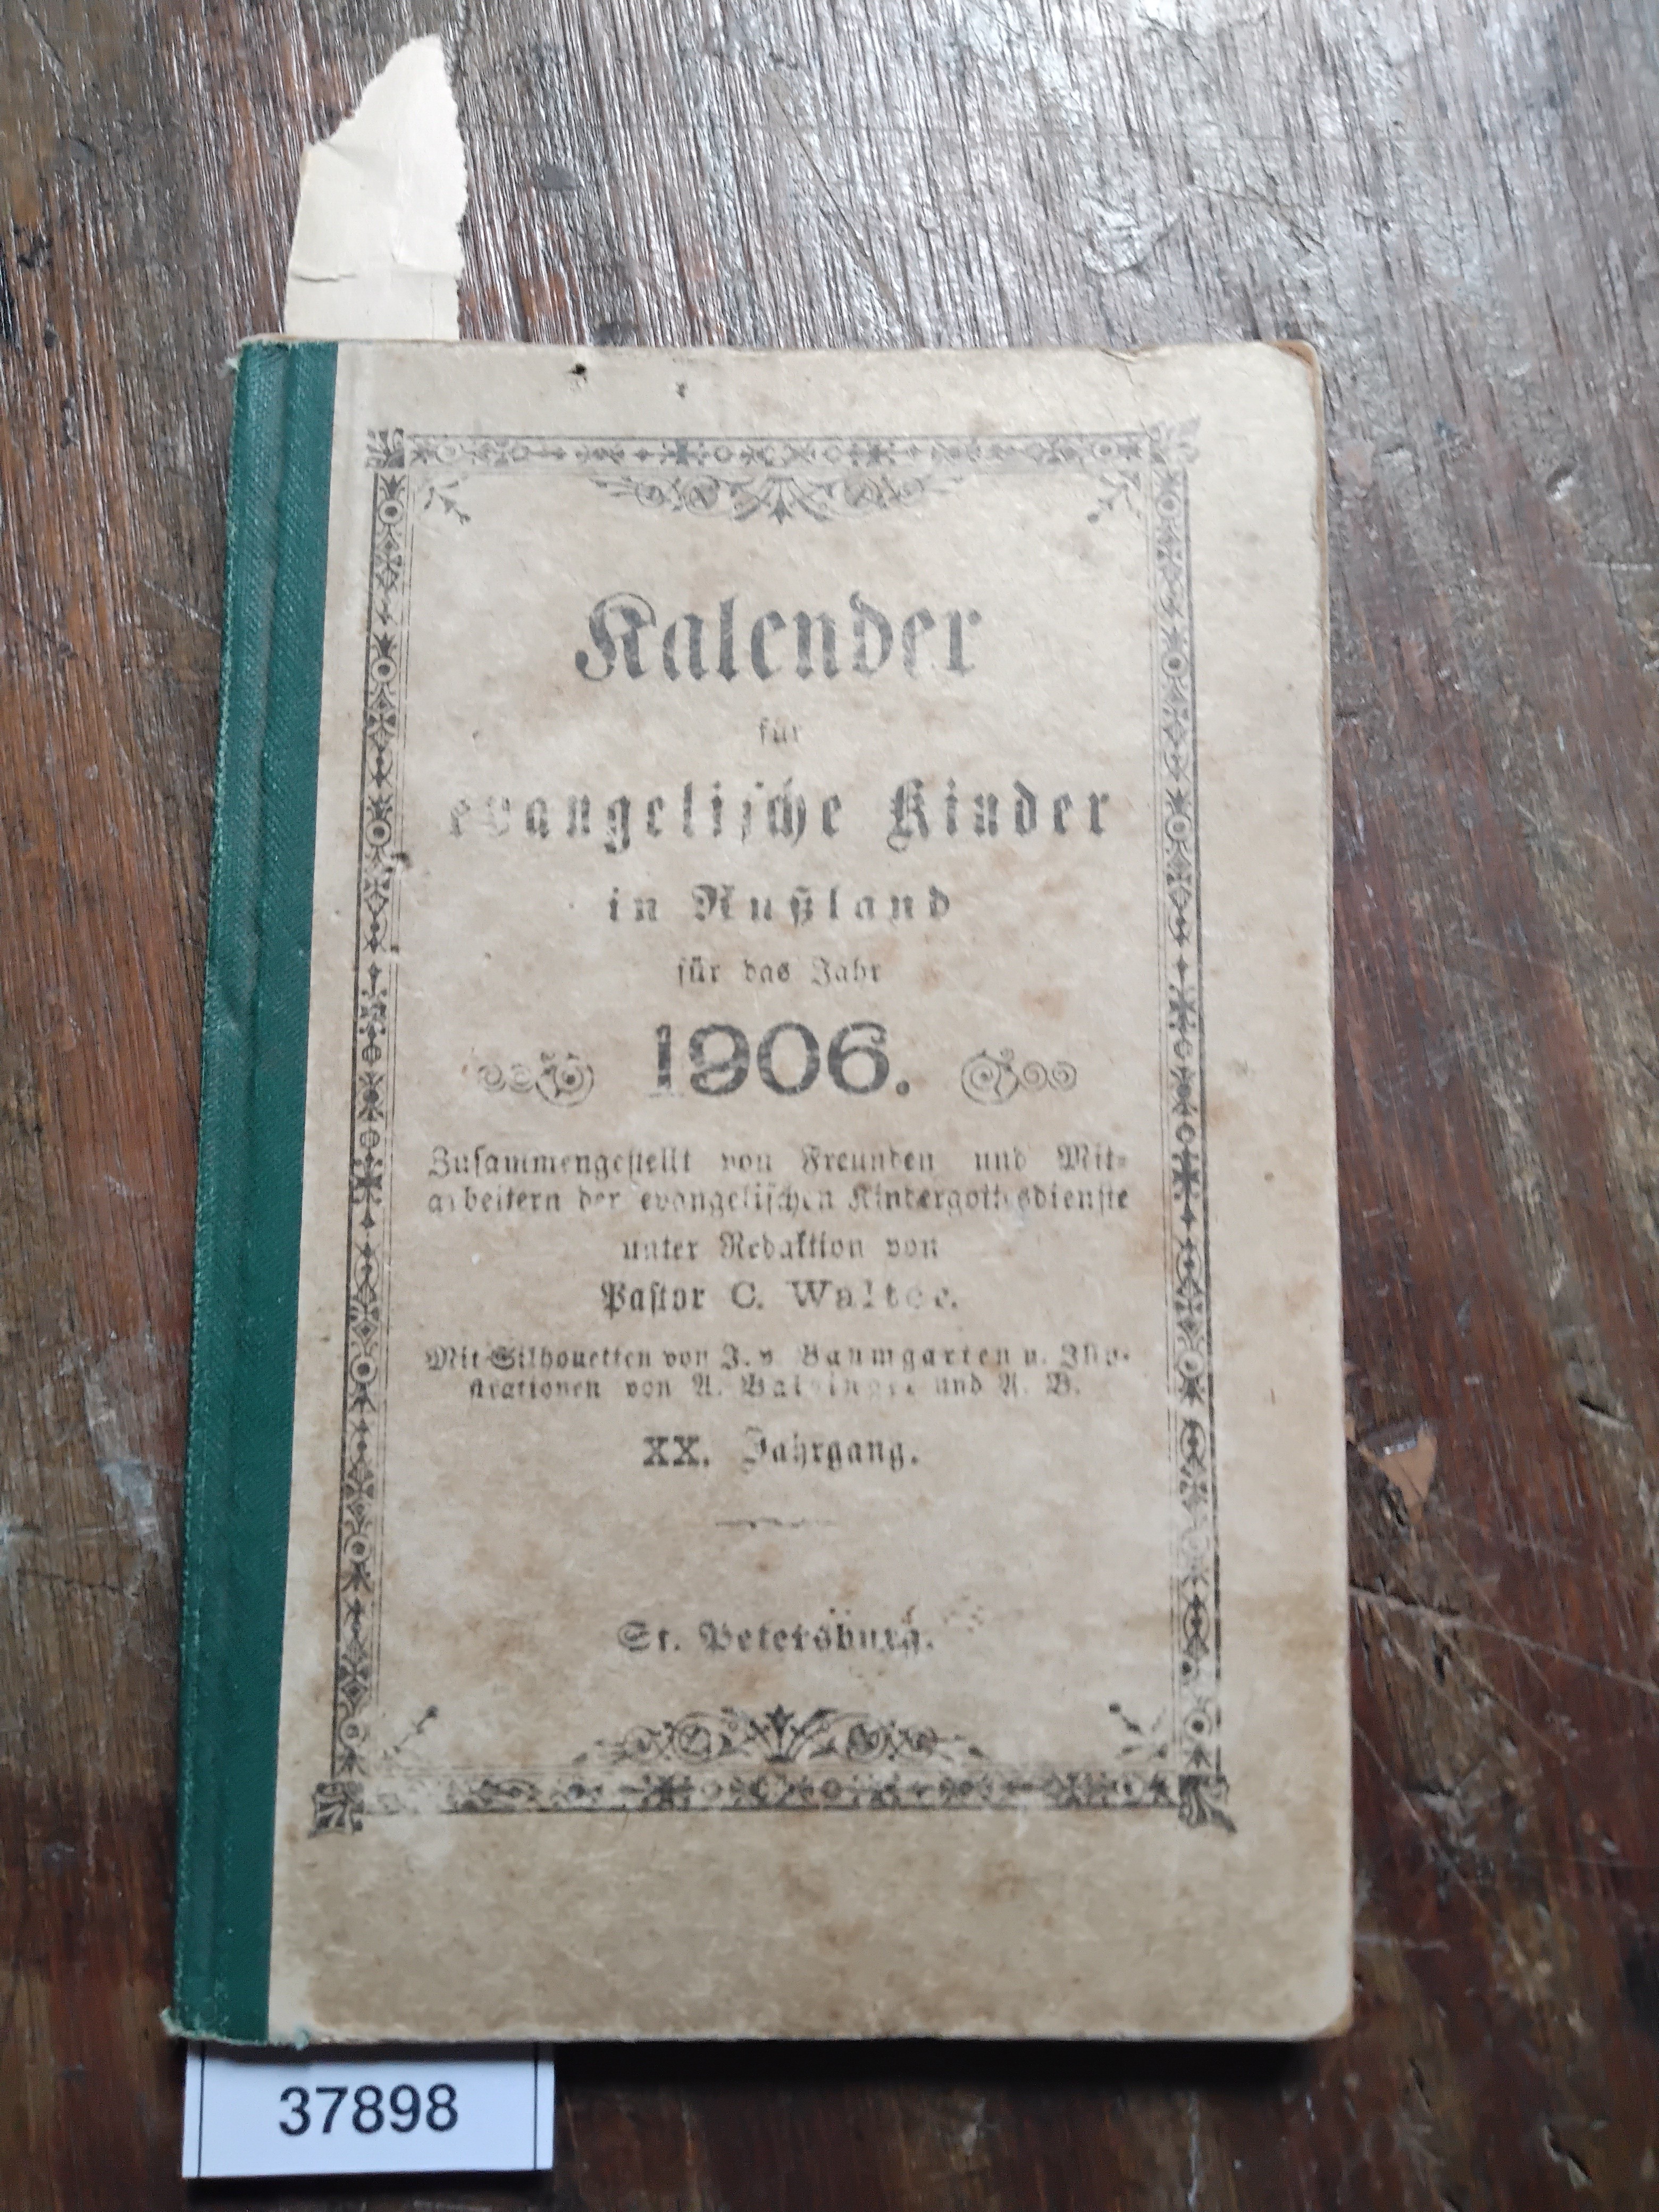 Kalender
für
evangelische Kinder
in Rußland
für das Jahr
1906.
Zusammengestellt von Freunden und Mit-
arbeitern der evangelischen Kindergottesdienste
unter Redaktion von
Pastor C. Walter.
Mit Silhouetten von J. v. Baumgarten u. Illu-
strationen von A. und A. B.
XX. Jahrgang.
St. Petersburg.
37898